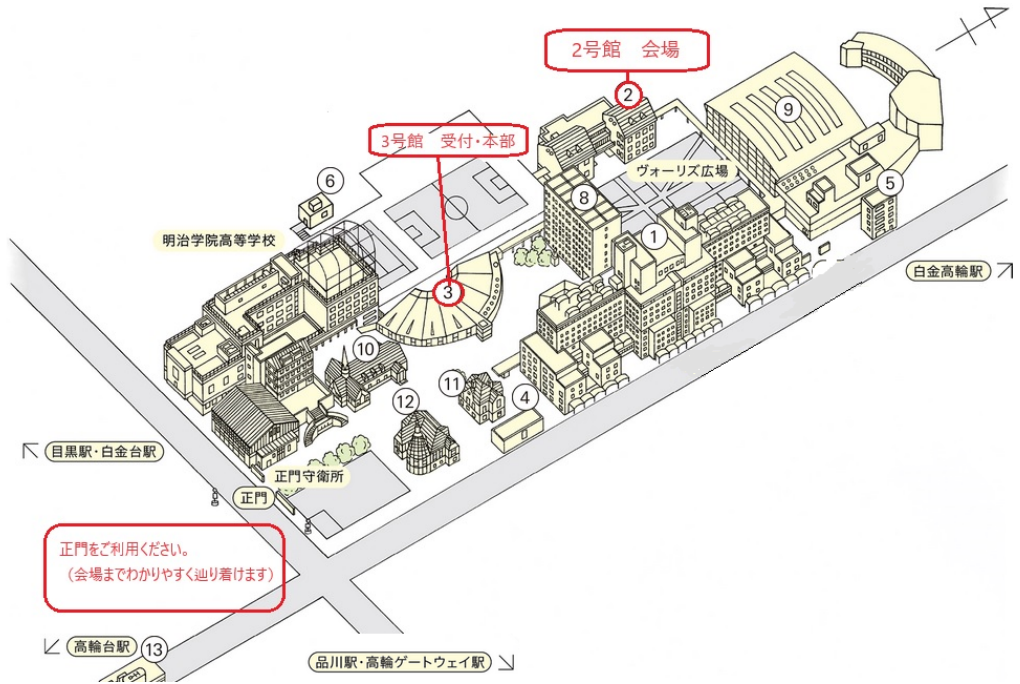 2号館　会場
②
⑨
3号館　受付・本部
ヴォーリズ広場
⑥
⑧
⑤
明治学院高等学校
①
白金高輪駅
③
⑩
⑪
④
⑫
目黒駅・白金台駅
正門守衛所
正門
正門をご利用ください。
（会場までわかりやすく辿り着けます）
高輪台駅
⑬
品川駅・高輪ゲートウェイ駅